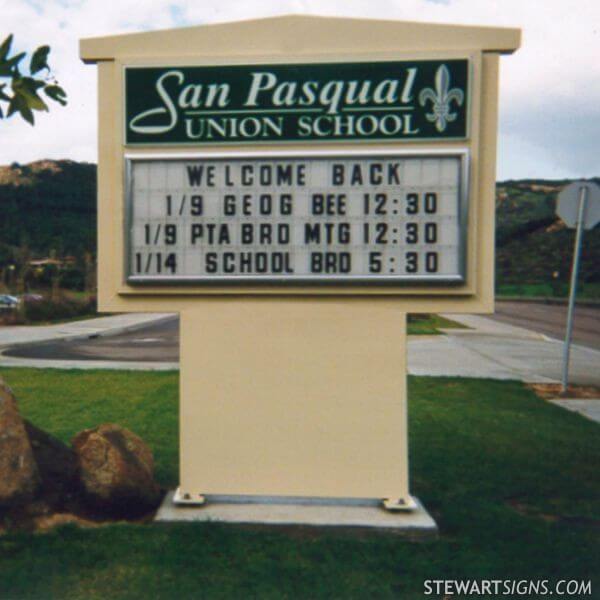 San Pasqual
UNION SCHOOL
WELCOME BACK
1/9 GEOG BEE 12:30
1/9 PTA BRD MTG 12:30
1/14 SCHOOL BRD 5:30
STEWARTSIGNS.COM